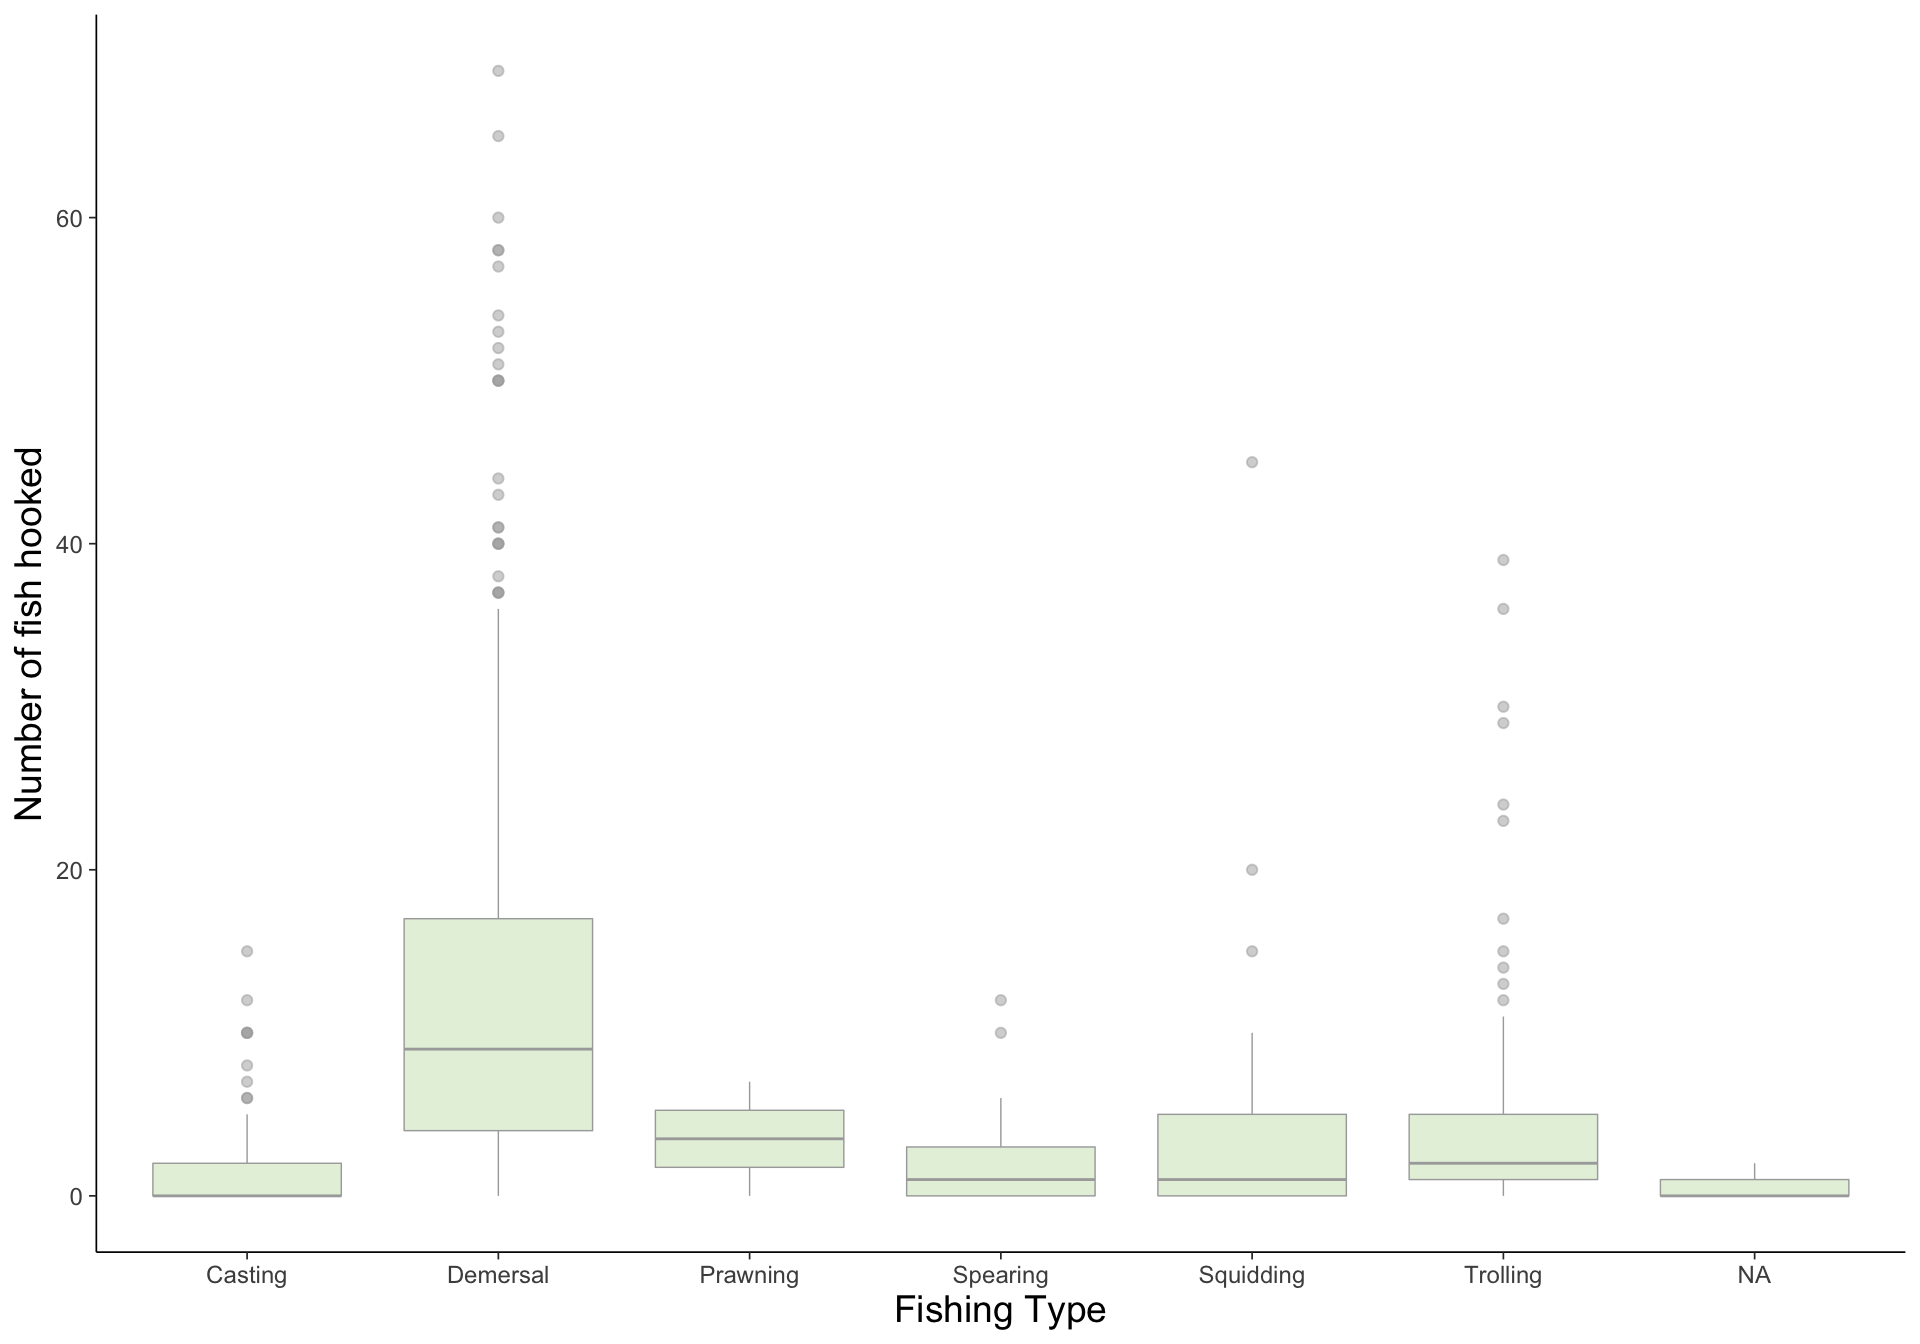 Number of fish hooked
60
40
20
0
Casting Demersal Prawning Spearing Squidding Trolling NA
Fishing Type